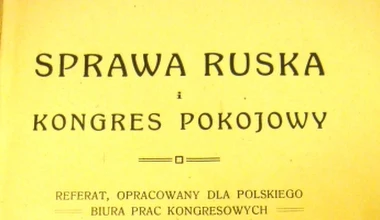 SPRAWA RUSKA
i
KONGRES POKOJOWY
REFERAT, OPRACOWANY DLA POLSKIEGO
BIURA PRAC KONGRESOWYCH